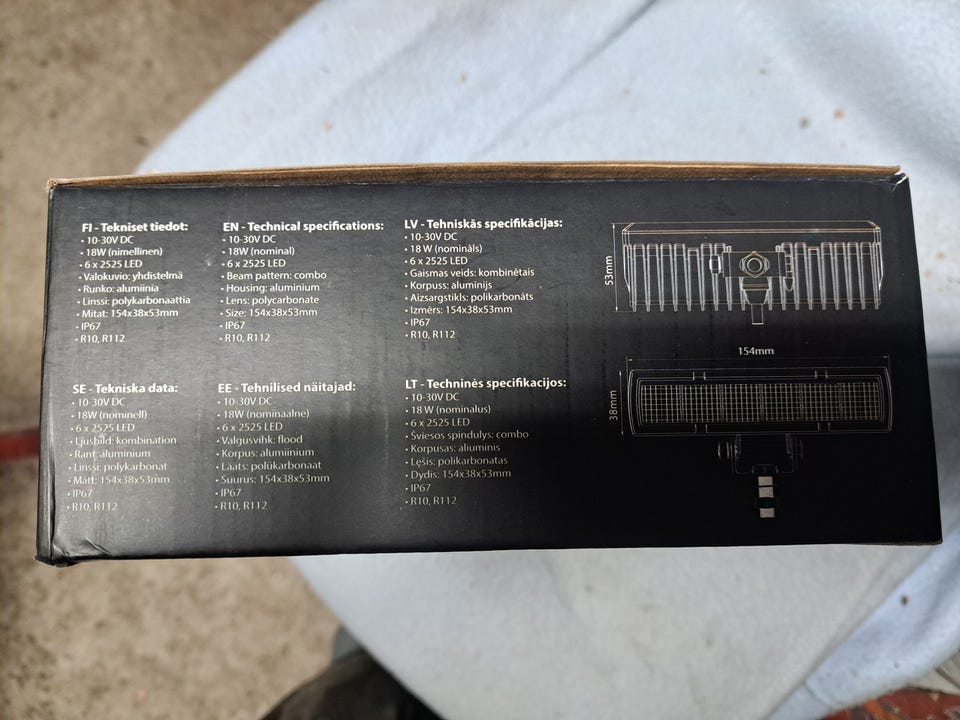 FI - Tekniset tiedot:
• 10-30V DC
• 18W (nimellinen)
• 6 x 2525 LED
• Valokuvio: yhdistelmä
• Runko: alumiinia
• Linssi: polykarbonaattia
• Mitat: 154x38x53mm
• IP67
• R10, R112
EN - Technical specifications:
• 10-30V DC
• 18W (nominal)
• 6 x 2525 LED
• Beam pattern: combo
• Housing: aluminium
• Lens: polycarbonate
• Size: 154x38x53mm
• IP67
• R10, R112
LV - Tehniskās specifikācijas:
• 10-30V DC
• 18 W (nomināls)
• 6 x 2525 LED
• Gaismas veids: kombinētais
• Korpuss: alumīnijs
• Aizsargstikls: polikarbonāts
• Izmērs: 154x38x53mm
• IP67
• R10, R112
53mm
SE - Tekniska data:
• 10-30V DC
• 18W (nominell)
• 6 x 2525 LED
• Ljusbild: kombination
• Ram: aluminium
• Linssi: polykarbonat
• Mått: 154x38x53mm
• IP67
• R10, R112
EE - Tehnilised näitajad:
• 10-30V DC
• 18W (nominaalne)
• 6 x 2525 LED
• Valgusvihk: flood
• Korpus: alumiinium
• Lääts: polükarbonaat
• Suurus: 154x38x53mm
• IP67
• R10, R112
LT - Techninės specifikacijos:
• 10-30V DC
• 18 W (nominalus)
• 6 x 2525 LED
• Šviesos spindulys: combo
• Korpusas: aliuminis
• Lęšis: polikarbonatas
• Dydis: 154x38x53mm
• IP67
• R10, R112
154mm
38mm